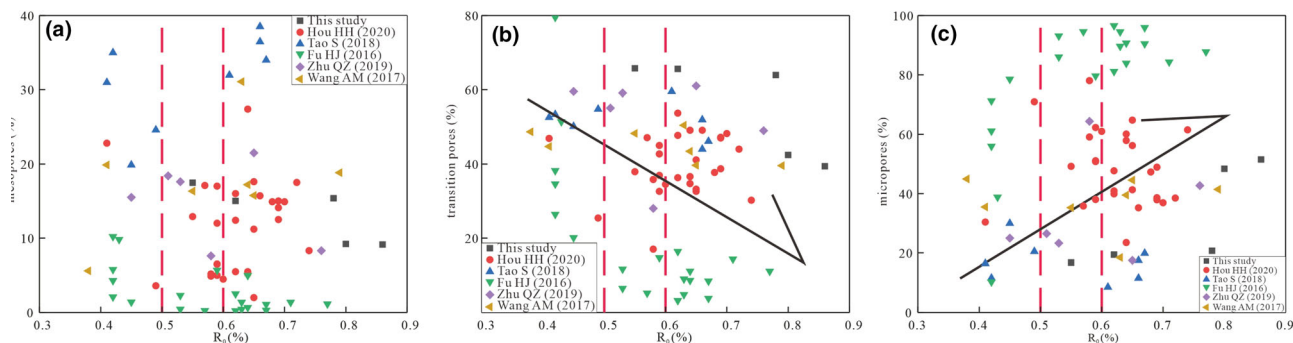 (a)
This study
Hou HH (2020)
Tao S (2018)
Fu HJ (2016)
Zhu QZ (2019)
Wang AM (2017)
mesopores (%)
40
30
20
10
0
0.3 0.4 0.5 0.6 0.7 0.8 0.9
R₀(%)
(b)
transition pores (%)
80
60
40
20
0
This study
Hou HH (2020)
Tao S (2018)
Fu HJ (2016)
Zhu QZ (2019)
Wang AM (2017)
0.3 0.4 0.5 0.6 0.7 0.8 0.9
R₀(%)
(c)
micropores (%)
100
80
60
40
20
0
This study
Hou HH (2020)
Tao S (2018)
Fu HJ (2016)
Zhu QZ (2019)
Wang AM (2017)
0.3 0.4 0.5 0.6 0.7 0.8 0.9
R₀(%)